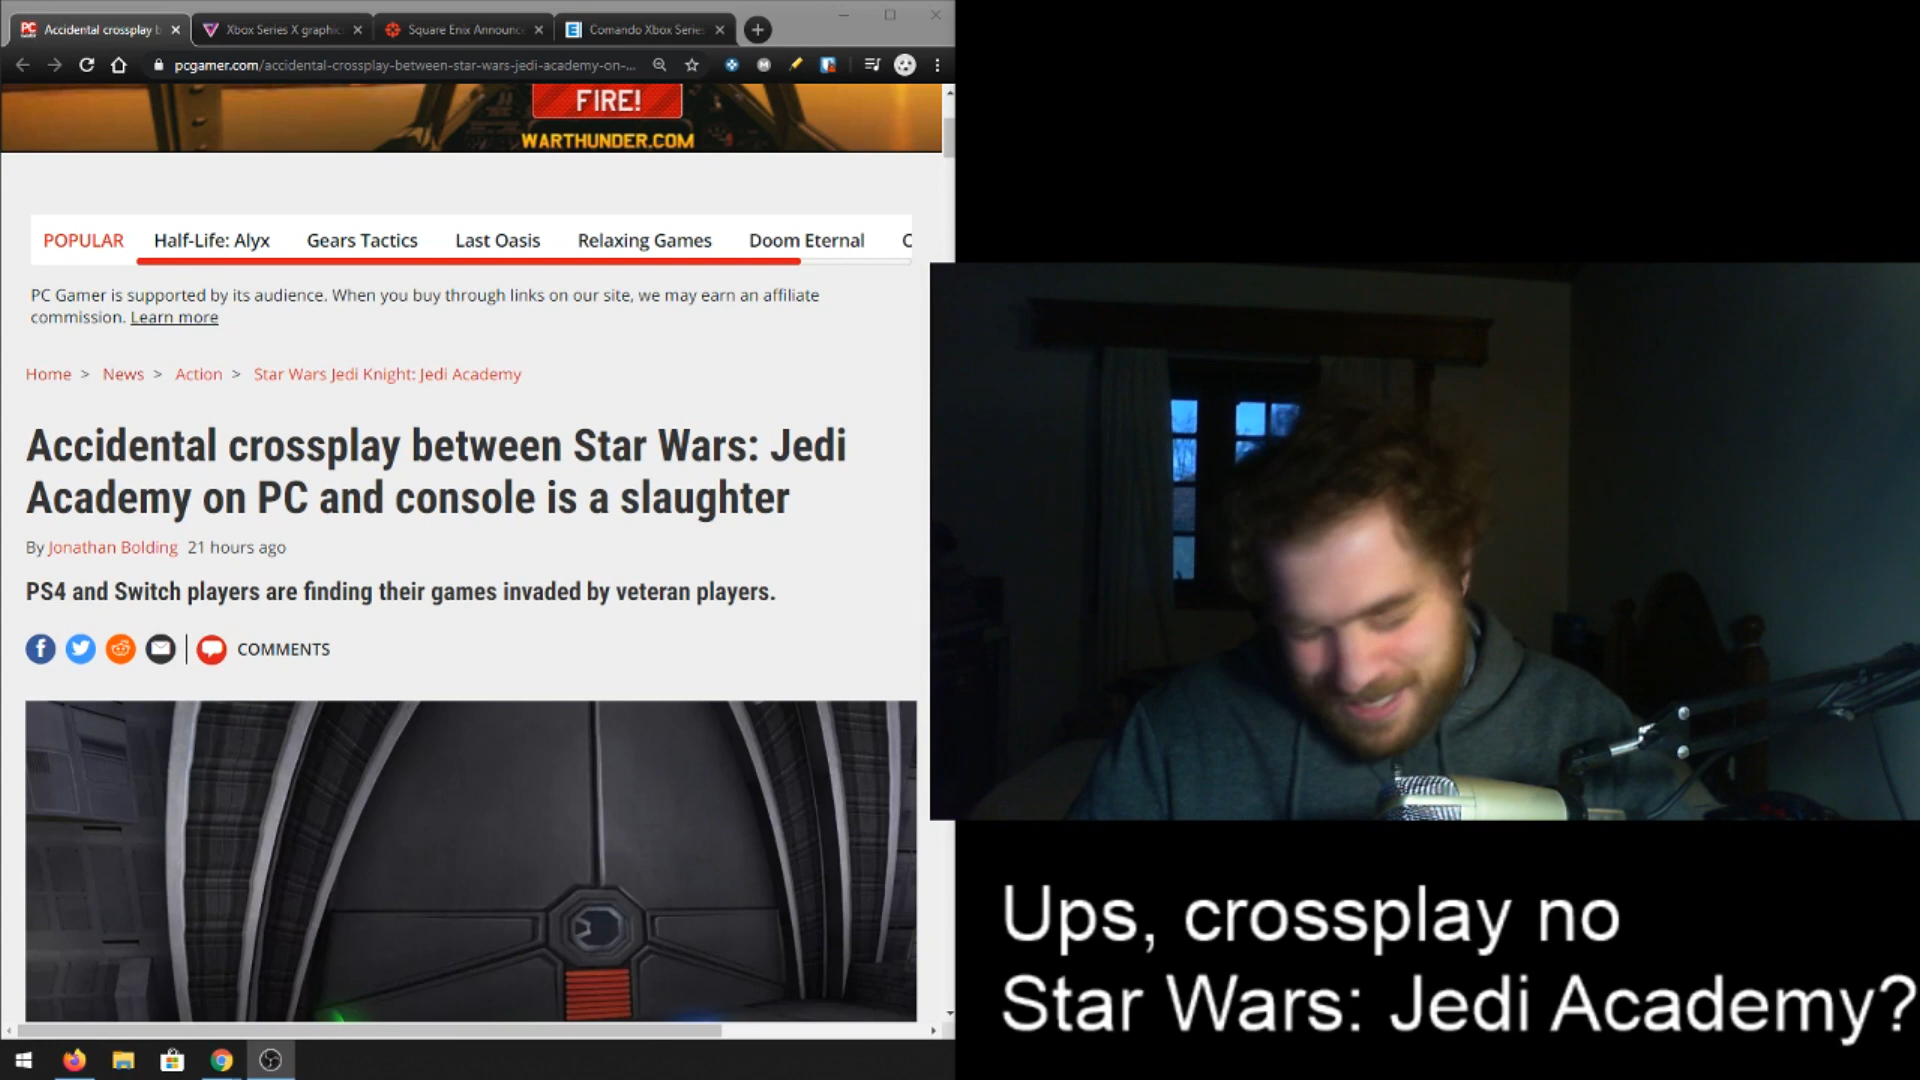 Accidental crossplay b
Xbox Series X graphic
Square Enix Announc
Comando Xbox Serie
pcgamer.com/accidental-crossplay-between-star-wars-jedi-academy-on-...
FIRE!
WARTHUNDER.COM
POPULAR Half-Life: Alyx Gears Tactics Last Oasis Relaxing Games Doom Eternal
PC Gamer is supported by its audience. When you buy through links on our site, we may earn an affiliate
commission. Learn more
Home > News > Action > Star Wars Jedi Knight: Jedi Academy
Accidental crossplay between Star Wars: Jedi
Academy on PC and console is a slaughter
By Jonathan Bolding 21 hours ago
PS4 and Switch players are finding their games invaded by veteran players.
COMMENTS
Ups, crossplay no
Star Wars: Jedi Academy?